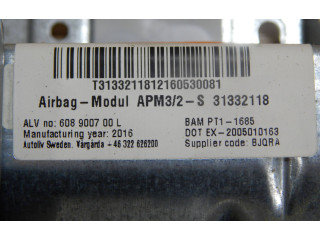 T3133211812160530081
Airbag-Modul APM3/2-S 31332118
ALV no: 608 9007 00 L BAM PT1-1685
Manufacturing year: 2016 DOT EX-2005010163
Autoliv Sweden, Vårgårda +46 322 626200 Supplier code: BJQRA